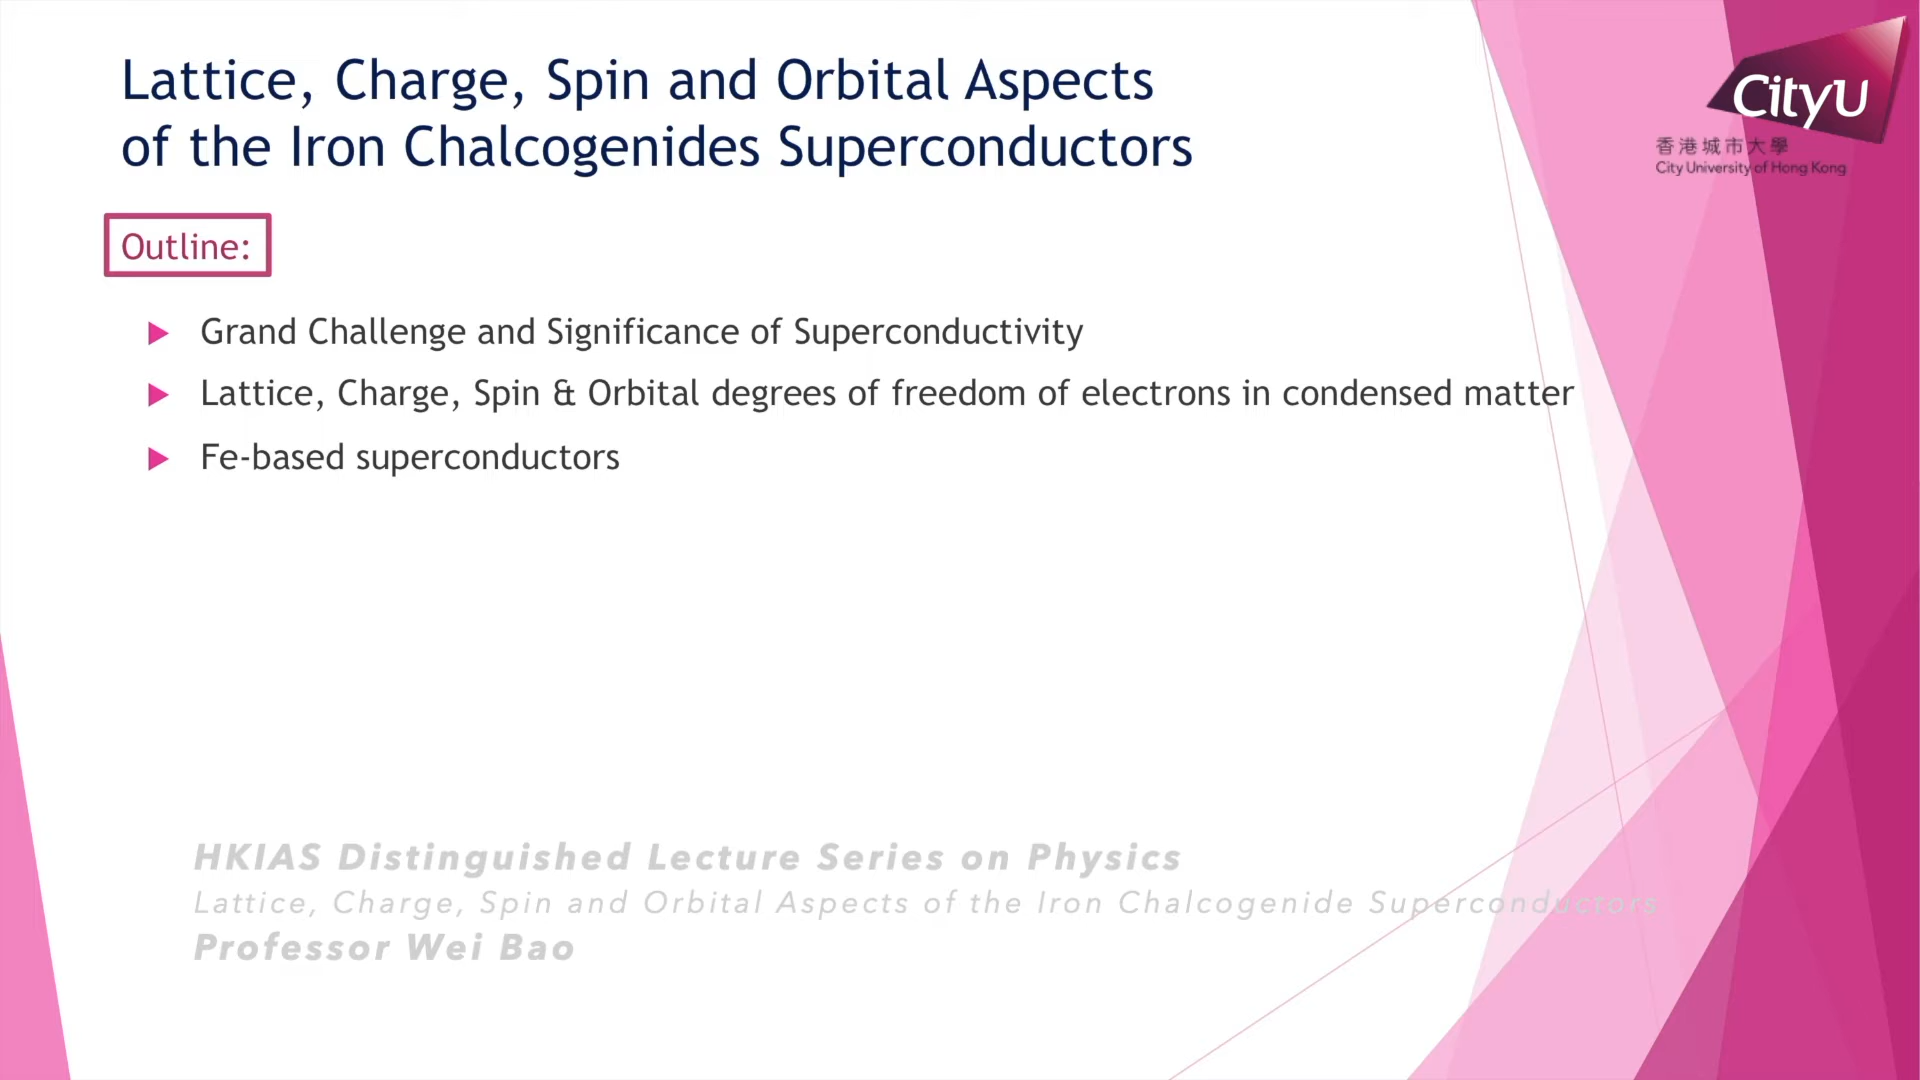 Lattice, Charge, Spin and Orbital Aspects
of the Iron Chalcogenides Superconductors
CityU
香港城市大學
City University of Hong Kong
Outline:
Grand Challenge and Significance of Superconductivity
Lattice, Charge, Spin & Orbital degrees of freedom of electrons in condensed matter
Fe-based superconductors
HKIAS Distinguished Lecture Series on Physics
Lattice, Charge, Spin and Orbital Aspects of the Iron Chalcogenide Superconductors
Professor Wei Bao